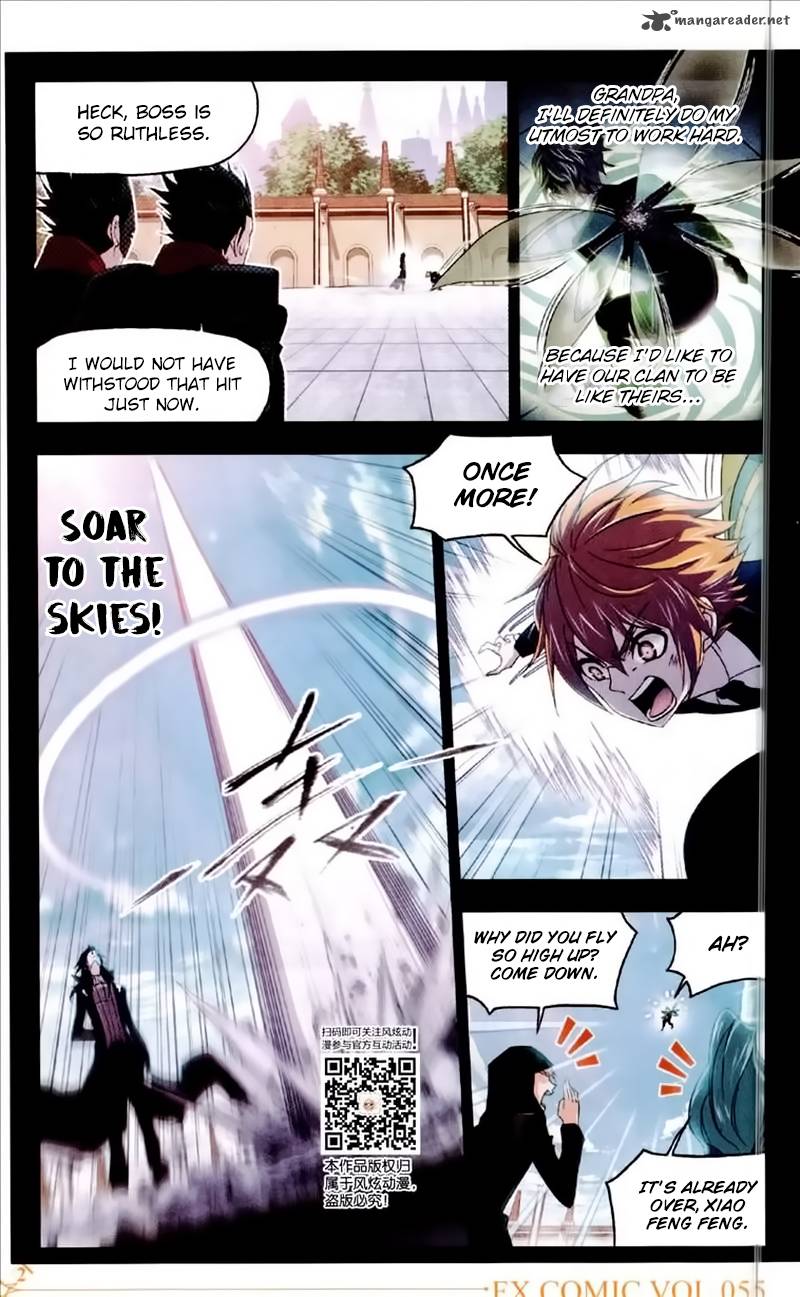 mangareader.net
HECK, BOSS IS
SO RUTHLESS.
I WOULD NOT HAVE
WITHSTOOD THAT HIT
JUST NOW.
GRANDPA,
I'LL DEFINITELY DO MY
UTMOST TO WORK HARD.
BECAUSE I'D LIKE TO
HAVE OUR CLAN TO BE
LIKE THEIRS...
SOAR
TO THE
SKIES!
ONCE
MORE!
WHY DID YOU FLY
SO HIGH UP?
COME DOWN.
AH?
IT'S ALREADY
OVER, XIAO
FENG FENG.
扫码即可关注风炫动
漫参与官方互动活动!
本作品版权归
属于风炫动漫,
盗版必究!
2
EX COMIC VOL 055